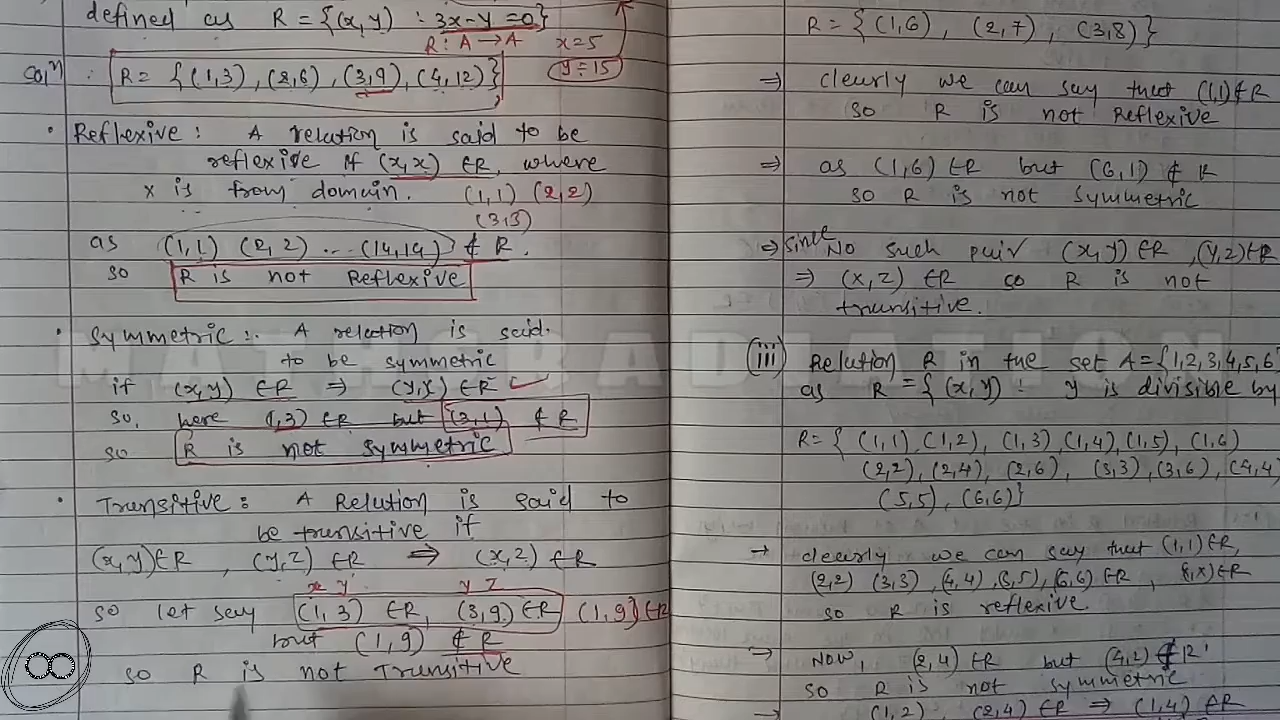 defined as R = {(x,y) : 3x-y=0}
R : A → A x=5
y=15
Solⁿ : R = {(1,3), (2,6), (3,9), (4,12)}
• Reflexive : A relation is said to be
reflexive if (x,x) ∈R, where
x is from domain. (1,1) (2,2)
(3,3)
as (1,1) (2,2) ... (14,14) ∉ R.
so R is not Reflexive
• Symmetric :. A relation is said.
to be symmetric
if (x,y) ∈R ⇒ (y,x) ∈R
so, here (1,3) ∈R but (3,1) ∉ R
so R is not symmetric
• Transitive : A Relation is said to
be transitive if
(x,y)∈R , (y,z) ∈R ⇒ (x,z) ∈R
x y y z
so let say (1,3) ∈R, (3,9) ∈R (1,9) ∈R
but (1,9) ∉ R
so R is not Transitive
R = { (1,6) , (2,7) , (3,8)}
⇒ clearly we can say that (1,1)∉R
so R is not Reflexive
⇒ as (1,6) ∈R but (6,1) ∉ R
so R is not symmetric
⇒ since No such pair (x,y) ∈R ,(y,z)∈R
⇒ (x,z) ∈R so R is not
transitive.
(iii) Relation R in the set A={1,2,3,4,5,6
as R = { (x,y) : y is divisible by
R = { (1,1) (1,2), (1,3) (1,4), (1,5), (1,6)
(2,2), (2,4), (2,6), (3,3), (3,6), (4,4
(5,5), (6,6)}
→ clearly we can say that (1,1) ∈R,
(2,2) (3,3) ,(4,4) ,(5,5), (6,6) ∈R , (x,x)∈R
so R is reflexive
→ Now, (2,4) ∈R but (4,2) ∉ R'
so R is not symmetric
→ (1,2) , (2,4) ∈R ⇒ (1,4) ∈R
MATHS RADIATION